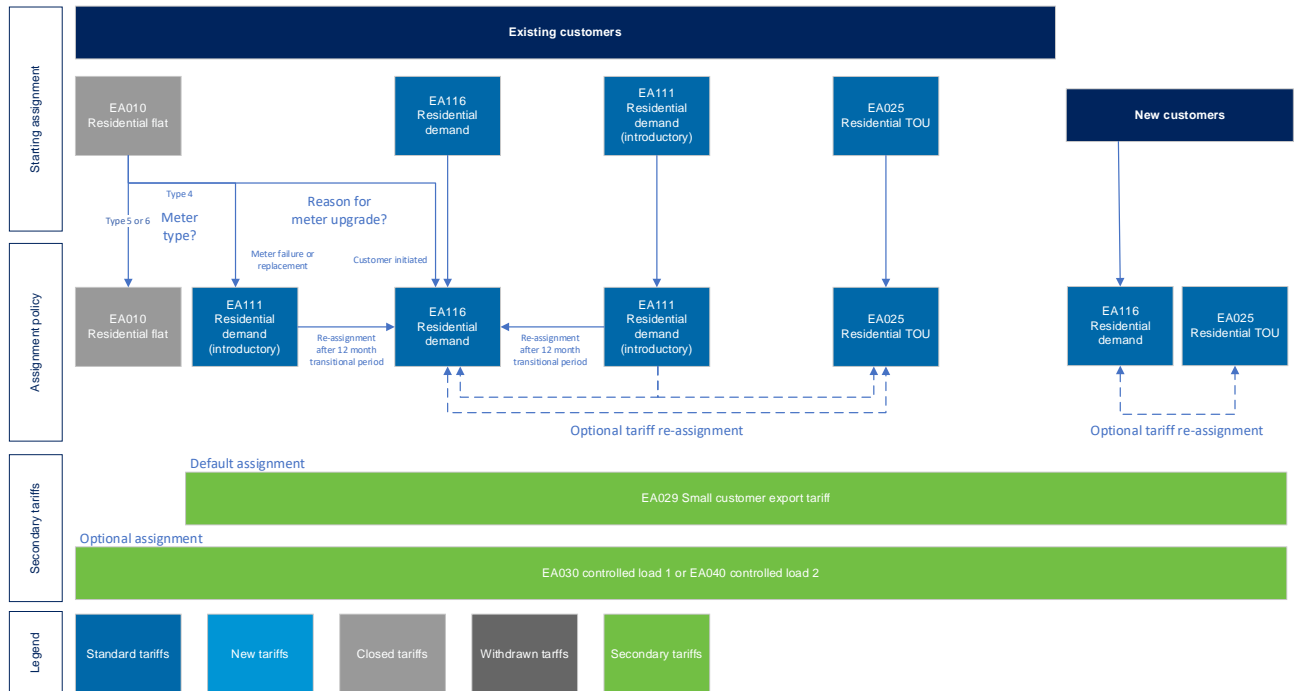 Starting assignment
Existing customers
EA010
Residential flat
EA116
Residential
demand
EA111
Residential
demand
(introductory)
EA025
Residential TOU
New customers
Type 4
Type 5 or 6
Meter
type?
Reason for
meter upgrade?
Meter failure or
replacement
Customer initiated
Assignment policy
EA010
Residential flat
EA111
Residential
demand
(introductory)
Re-assignment
after 12 month
transitional period
EA116
Residential
demand
Re-assignment
after 12 month
transitional period
EA111
Residential
demand
(introductory)
EA025
Residential TOU
EA116
Residential
demand
EA025
Residential TOU
Optional tariff re-assignment
Optional tariff re-assignment
Secondary tariffs
Default assignment
EA029 Small customer export tariff
Optional assignment
EA030 controlled load 1 or EA040 controlled load 2
Legend
Standard tariffs
New tariffs
Closed tariffs
Withdrawn tarffs
Secondary tariffs